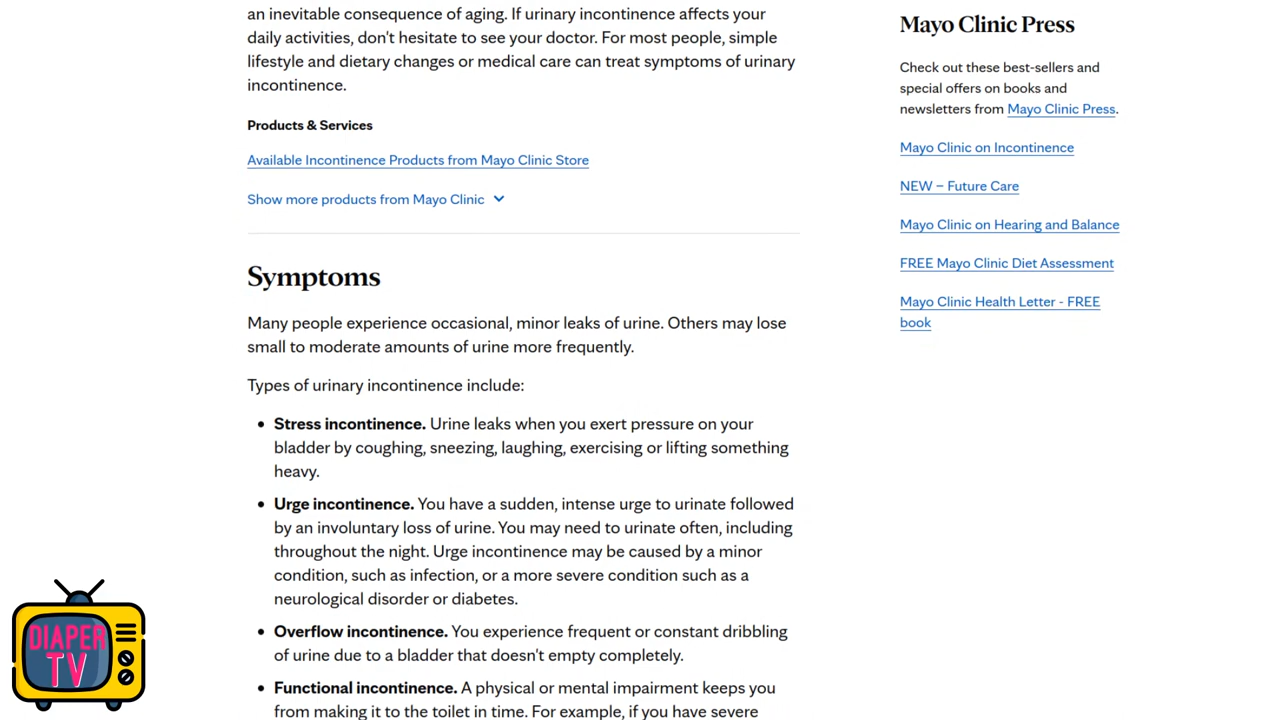 an inevitable consequence of aging. If urinary incontinence affects your
daily activities, don't hesitate to see your doctor. For most people, simple
lifestyle and dietary changes or medical care can treat symptoms of urinary
incontinence.
Products & Services
Available Incontinence Products from Mayo Clinic Store
Show more products from Mayo Clinic
Symptoms
Many people experience occasional, minor leaks of urine. Others may lose
small to moderate amounts of urine more frequently.
Types of urinary incontinence include:
• Stress incontinence. Urine leaks when you exert pressure on your
bladder by coughing, sneezing, laughing, exercising or lifting something
heavy.
• Urge incontinence. You have a sudden, intense urge to urinate followed
by an involuntary loss of urine. You may need to urinate often, including
throughout the night. Urge incontinence may be caused by a minor
condition, such as infection, or a more severe condition such as a
neurological disorder or diabetes.
• Overflow incontinence. You experience frequent or constant dribbling
of urine due to a bladder that doesn't empty completely.
• Functional incontinence. A physical or mental impairment keeps you
from making it to the toilet in time. For example, if you have severe
Mayo Clinic Press
Check out these best-sellers and
special offers on books and
newsletters from Mayo Clinic Press.
Mayo Clinic on Incontinence
NEW – Future Care
Mayo Clinic on Hearing and Balance
FREE Mayo Clinic Diet Assessment
Mayo Clinic Health Letter - FREE
book
DIAPER
TV